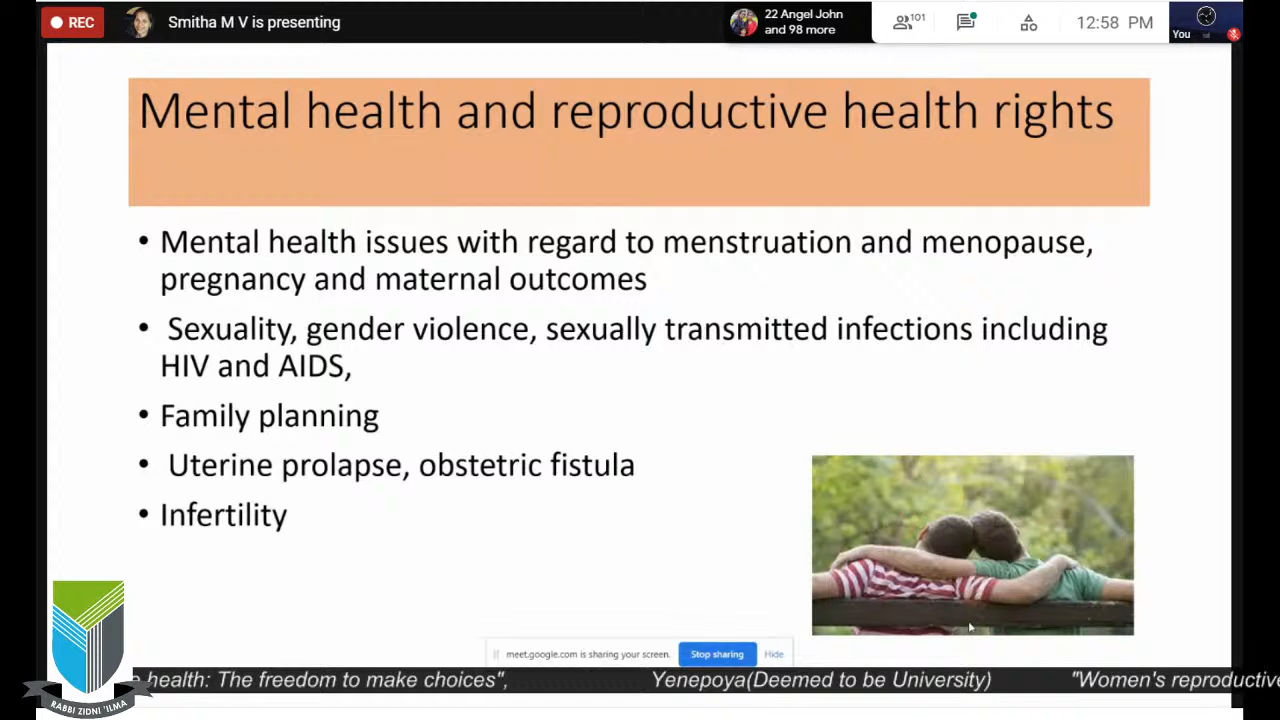 REC
Smitha M V is presenting
22 Angel John
and 98 more
101
12:58 PM
You
Mental health and reproductive health rights
• Mental health issues with regard to menstruation and menopause,
pregnancy and maternal outcomes
• Sexuality, gender violence, sexually transmitted infections including
HIV and AIDS,
• Family planning
• Uterine prolapse, obstetric fistula
• Infertility
meet.google.com is sharing your screen.
Stop sharing
Hide
health: The freedom to make choices", Yenepoya(Deemed to be University) "Women's reproductive
RABBI ZIDNI 'ILMA